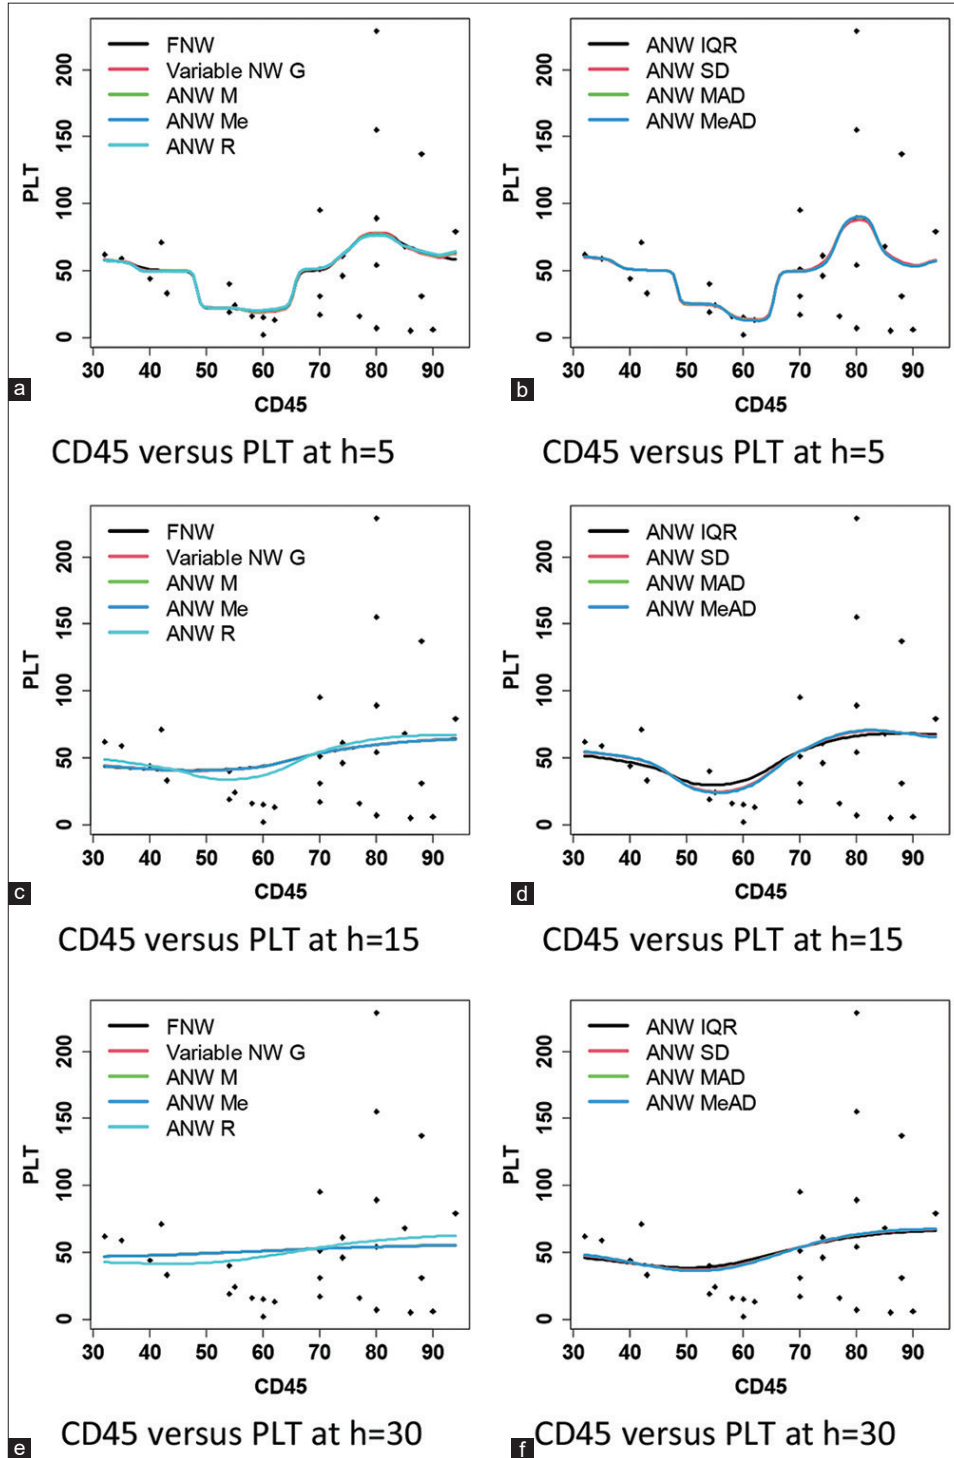 FNW
Variable NW G
ANW M
ANW Me
ANW R
PLT
0 50 100 150 200
30 40 50 60 70 80 90
CD45
a
CD45 versus PLT at h=5
ANW IQR
ANW SD
ANW MAD
ANW MeAD
PLT
0 50 100 150 200
30 40 50 60 70 80 90
CD45
b
CD45 versus PLT at h=5
FNW
Variable NW G
ANW M
ANW Me
ANW R
PLT
0 50 100 150 200
30 40 50 60 70 80 90
CD45
c
CD45 versus PLT at h=15
ANW IQR
ANW SD
ANW MAD
ANW MeAD
PLT
0 50 100 150 200
30 40 50 60 70 80 90
CD45
d
CD45 versus PLT at h=15
FNW
Variable NW G
ANW M
ANW Me
ANW R
PLT
0 50 100 150 200
30 40 50 60 70 80 90
CD45
e
CD45 versus PLT at h=30
ANW IQR
ANW SD
ANW MAD
ANW MeAD
PLT
0 50 100 150 200
30 40 50 60 70 80 90
CD45
f
CD45 versus PLT at h=30